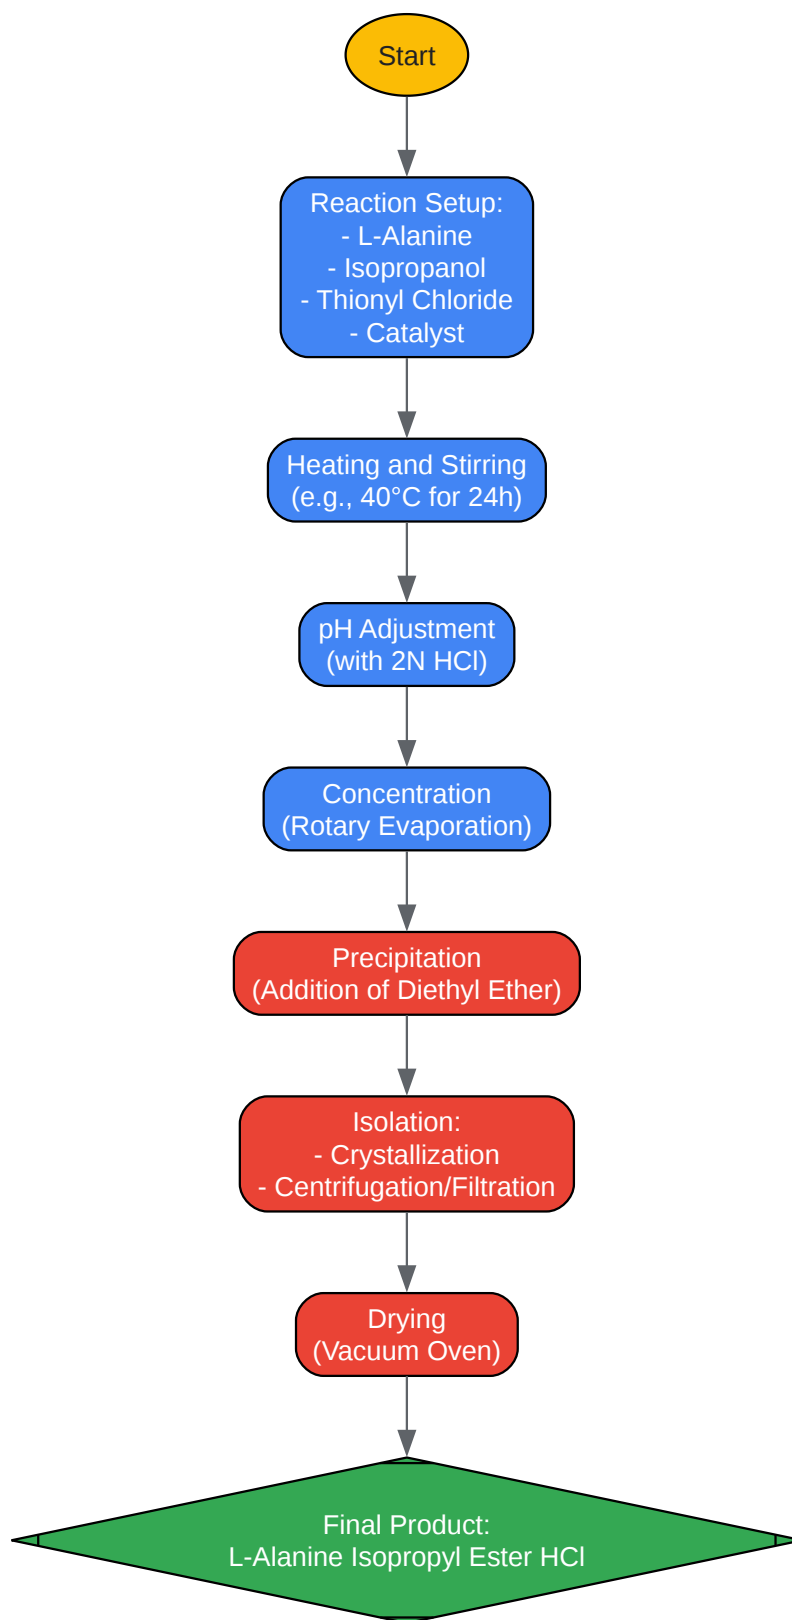 Start
Reaction Setup:
- L-Alanine
- Isopropanol
- Thionyl Chloride
- Catalyst
Heating and Stirring
(e.g., 40°C for 24h)
pH Adjustment
(with 2N HCl)
Concentration
(Rotary Evaporation)
Precipitation
(Addition of Diethyl Ether)
Isolation:
- Crystallization
- Centrifugation/Filtration
Drying
(Vacuum Oven)
Final Product:
L-Alanine Isopropyl Ester HCl